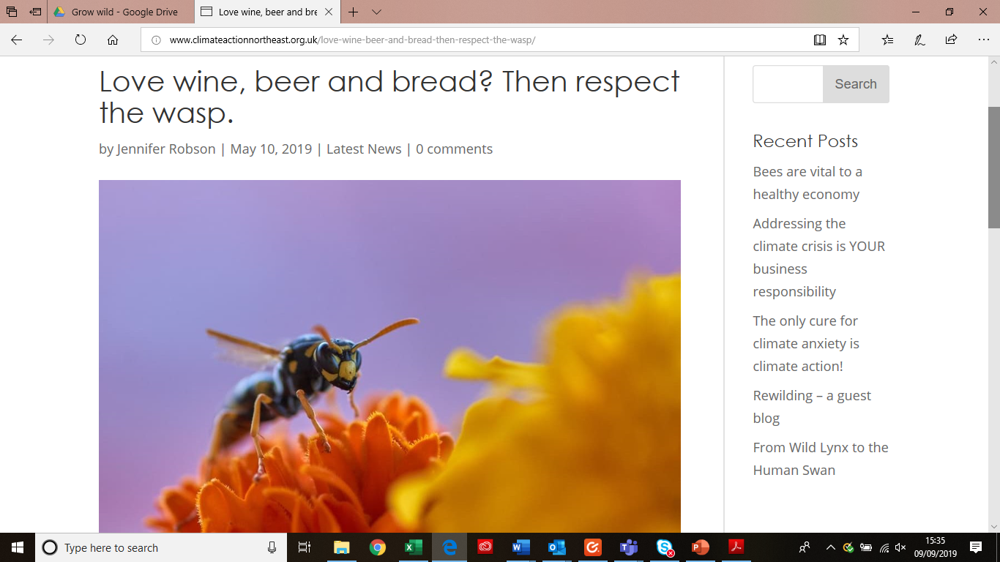 Grow wild - Google Drive
Love wine, beer and bre
www.climateactionnortheast.org.uk/love-wine-beer-and-bread-then-respect-the-wasp/
Love wine, beer and bread? Then respect
the wasp.
by Jennifer Robson | May 10, 2019 | Latest News | 0 comments
Search
Recent Posts
Bees are vital to a
healthy economy
Addressing the
climate crisis is YOUR
business
responsibility
The only cure for
climate anxiety is
climate action!
Rewilding – a guest
blog
From Wild Lynx to the
Human Swan
Type here to search
15:35
09/09/2019